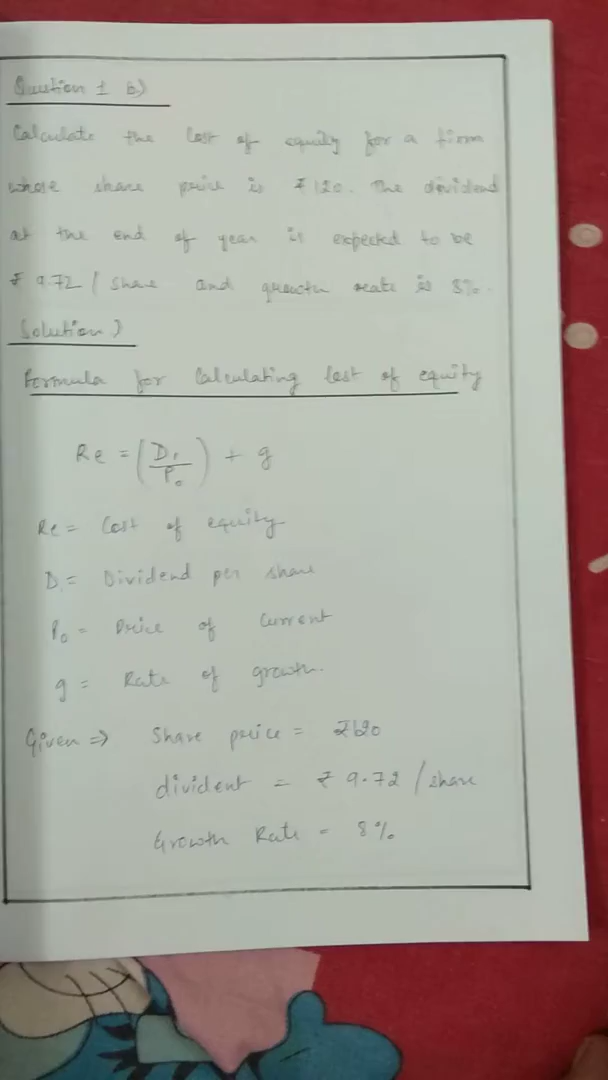 Question 1 b)
Calculate the Cost of equity for a firm
whose share price is ₹120. The dividend
at the end of year is expected to be
₹ 9.72 / share and growth rate is 8%.
Solution)
Formula for Calculating Cost of equity
Re = (D₁/P₀) + g
Re = Cost of equity
D₁ = Dividend per share
P₀ = Price of Current
g = Rate of growth.
Given ⇒ Share price = ₹120
divident = ₹ 9.72 / share
Growth Rate = 8%